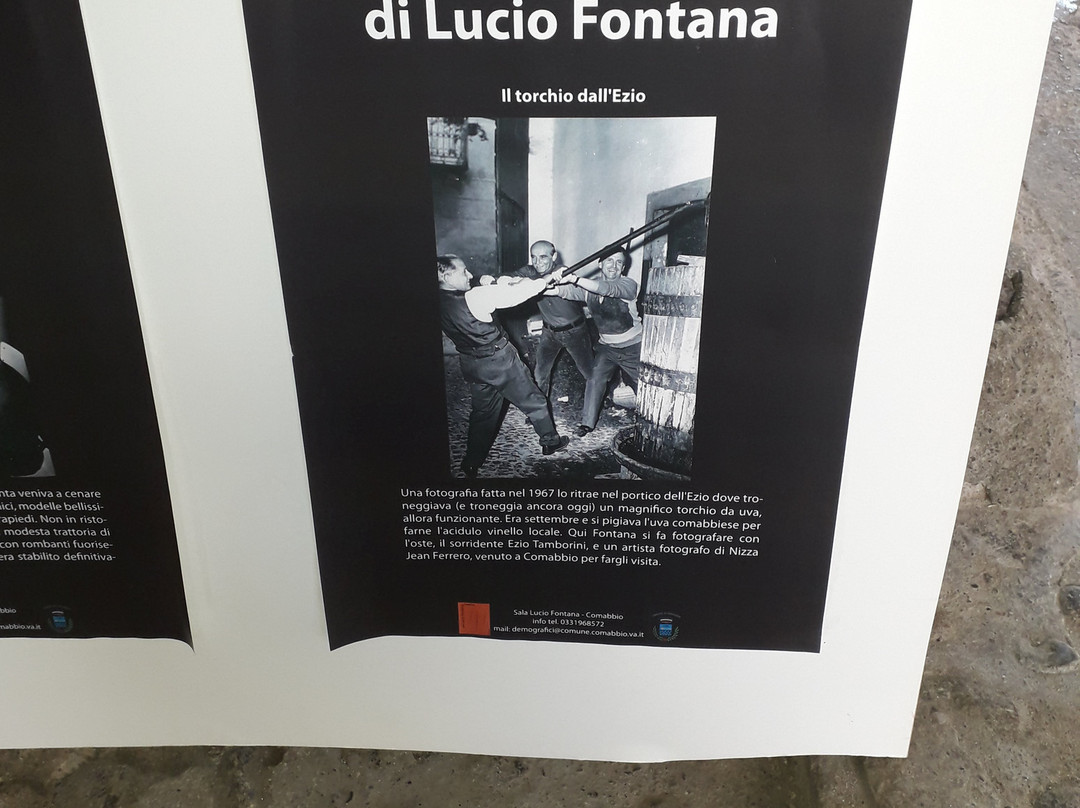 di Lucio Fontana
Il torchio dall'Ezio
Una fotografia fatta nel 1967 lo ritrae nel portico dell'Ezio dove tro-
neggiava (e troneggia ancora oggi) un magnifico torchio da uva,
allora funzionante. Era settembre e si pigiava l'uva comabbiese per
farne l'acidulo vinello locale. Qui Fontana si fa fotografare con
l'oste, il sorridente Ezio Tamborini, e un artista fotografo di Nizza
Jean Ferrero, venuto a Comabbio per fargli visita.
Sala Lucio Fontana - Comabbio
info tel. 0331968572
mail: demografici@comune.comabbio.va.it
nta veniva a cenare
ici, modelle bellissi-
rapiedi. Non in risto-
modesta trattoria di
con rombanti fuorise-
era stabilito definitiva-
bbio
mabbio.va.it